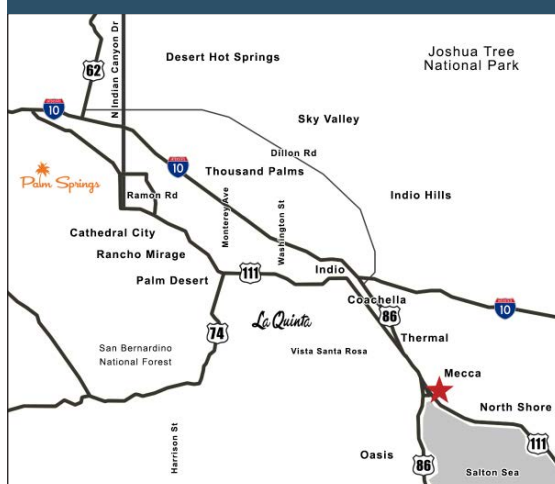 N Indian Canyon Dr
62
Desert Hot Springs
Joshua Tree
National Park
10
Sky Valley
Dillon Rd
10
Thousand Palms
Palm Springs
Ramon Rd
Monterey Ave
Washington St
Indio Hills
Cathedral City
Rancho Mirage
Palm Desert
111
Indio
Coachella
86
10
La Quinta
74
Thermal
San Bernardino
National Forest
Vista Santa Rosa
Mecca
North Shore
Harrison St
111
Oasis
86
Salton Sea